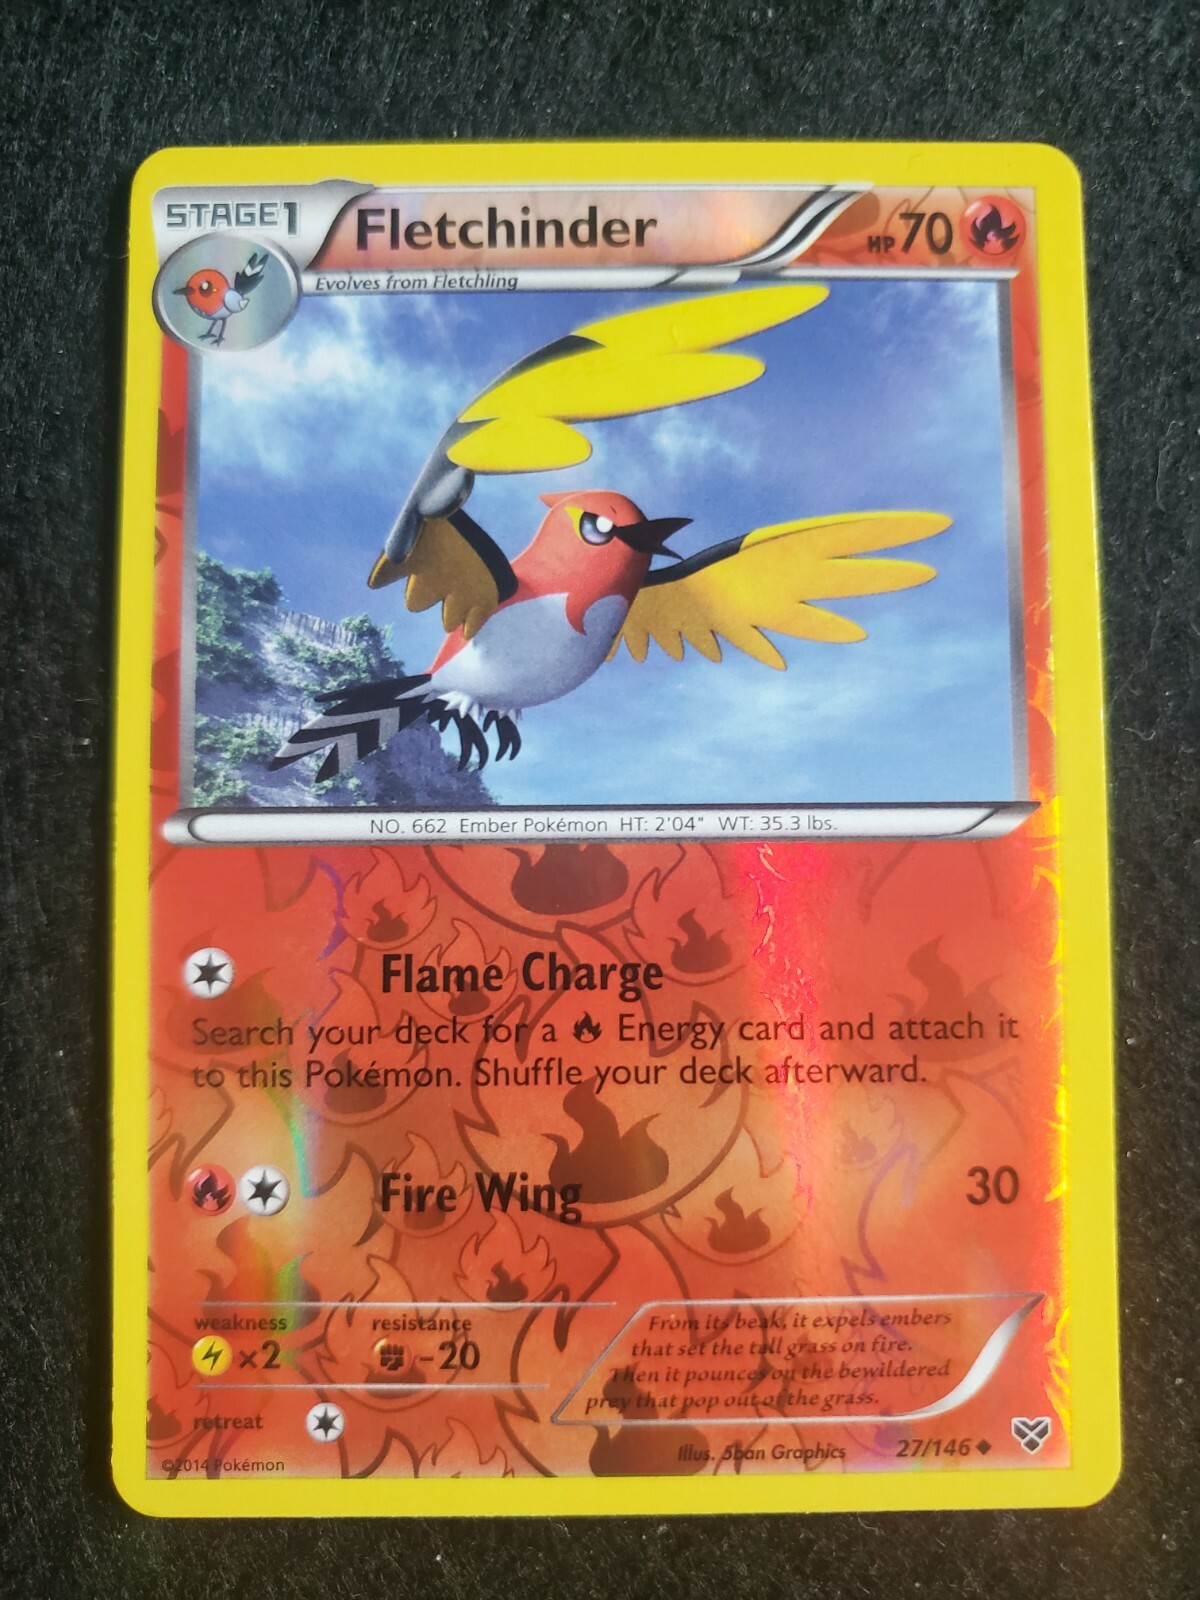 STAGE1
Fletchinder
HP 70
Evolves from Fletchling
NO. 662 Ember Pokémon HT: 2'04" WT: 35.3 lbs.
Flame Charge
Search your deck for a Energy card and attach it
to this Pokémon. Shuffle your deck afterward.
Fire Wing 30
weakness resistance
×2 -20
retreat
From its beak, it expels embers
that set the tall grass on fire.
Then it pounces on the bewildered
prey that pop out of the grass.
Illus. 5ban Graphics 27/146
©2014 Pokémon